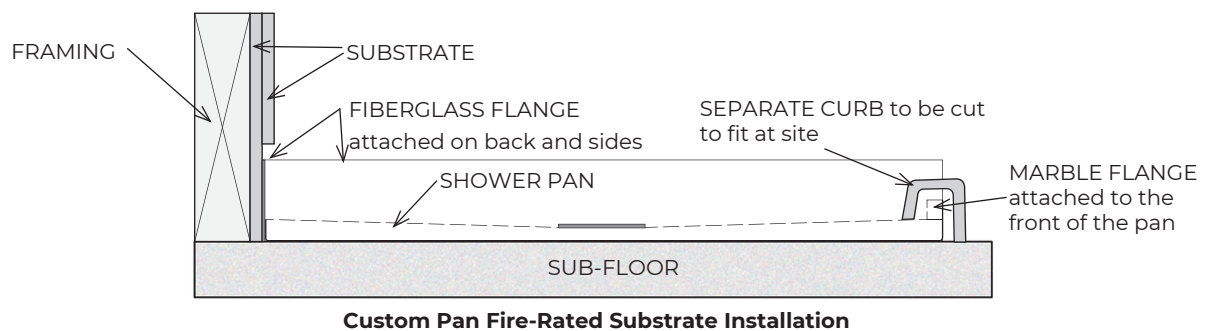 FRAMING
SUBSTRATE
FIBERGLASS FLANGE
attached on back and sides
SEPARATE CURB to be cut
to fit at site
SHOWER PAN
MARBLE FLANGE
attached to the
front of the pan
SUB-FLOOR
Custom Pan Fire-Rated Substrate Installation